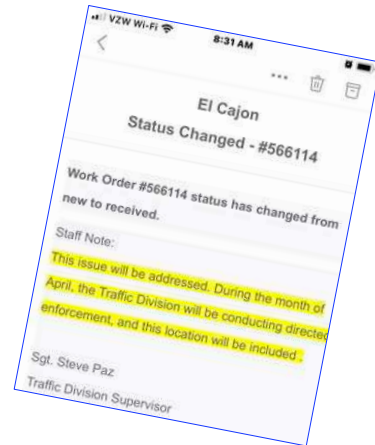 VZW Wi-Fi 8:31 AM
El Cajon
Status Changed - #566114
Work Order #566114 status has changed from
new to received.
Staff Note:
This issue will be addressed. During the month of
April, the Traffic Division will be conducting directed
enforcement, and this location will be included .
Sgt. Steve Paz
Traffic Division Supervisor